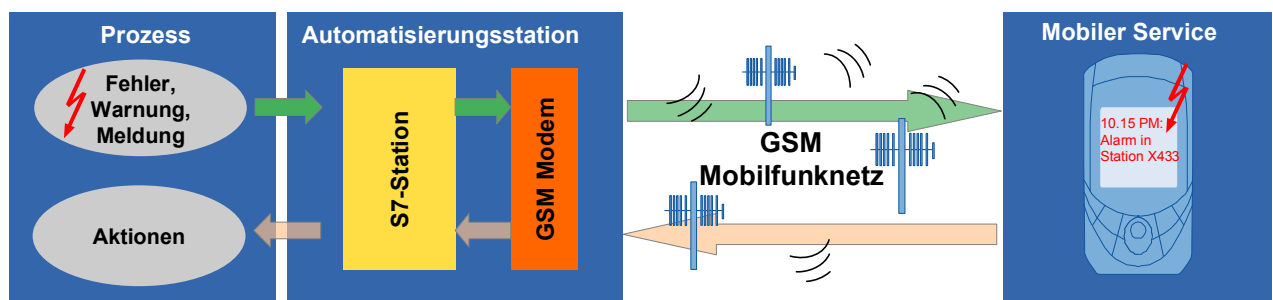 Prozess
Fehler,
Warnung,
Meldung
Aktionen
Automatisierungsstation
S7-Station
GSM Modem
GSM
Mobilfunknetz
Mobiler Service
10.15 PM:
Alarm in
Station X433